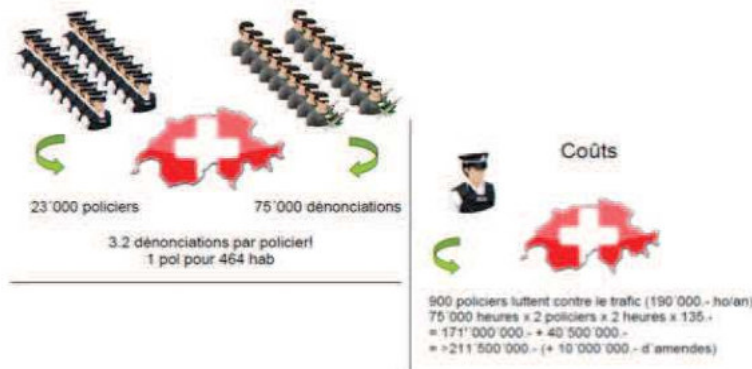 23´000 policiers
75´000 dénonciations
3.2 dénonciations par policier!
1 pol pour 464 hab
Coûts
900 policiers luttent contre le trafic (190´000.- ho/an)
75´000 heures x 2 policiers x 2 heures x 135.-
= 171'´000´000.- + 40´500´000.-
= >211´500´000.- (+ 10´000´000.- d´amendes)